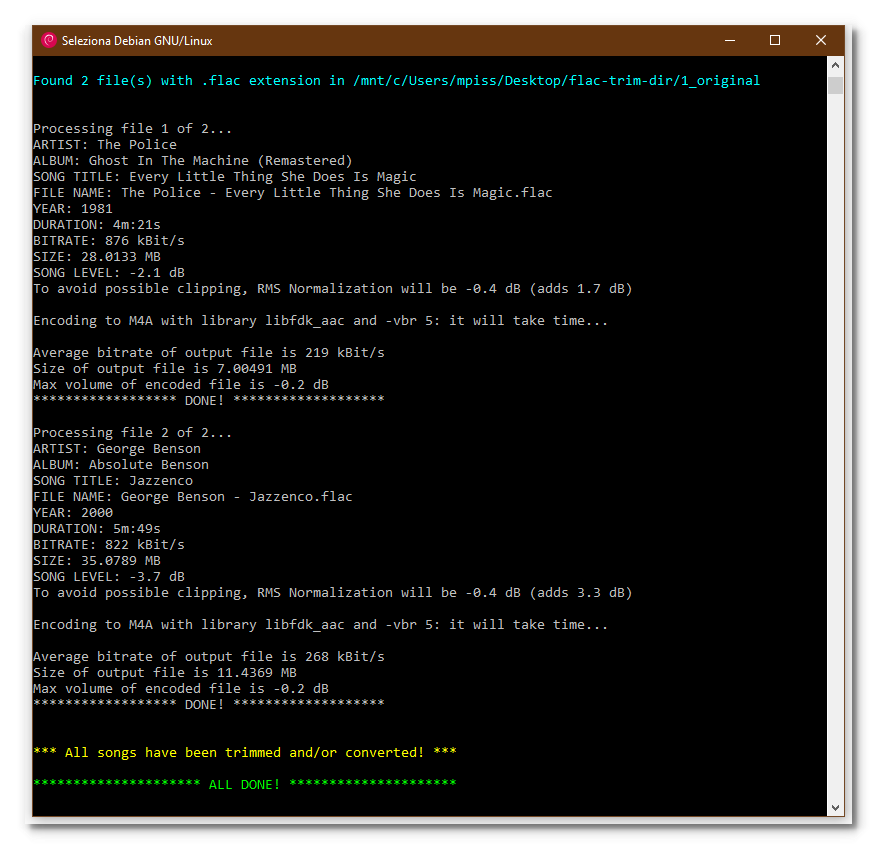 Seleziona Debian GNU/Linux
Found 2 file(s) with .flac extension in /mnt/c/Users/mpiss/Desktop/flac-trim-dir/1_original
Processing file 1 of 2...
ARTIST: The Police
ALBUM: Ghost In The Machine (Remastered)
SONG TITLE: Every Little Thing She Does Is Magic
FILE NAME: The Police - Every Little Thing She Does Is Magic.flac
YEAR: 1981
DURATION: 4m:21s
BITRATE: 876 kBit/s
SIZE: 28.0133 MB
SONG LEVEL: -2.1 dB
To avoid possible clipping, RMS Normalization will be -0.4 dB (adds 1.7 dB)
Encoding to M4A with library libfdk_aac and -vbr 5: it will take time...
Average bitrate of output file is 219 kBit/s
Size of output file is 7.00491 MB
Max volume of encoded file is -0.2 dB
****************** DONE! *******************
Processing file 2 of 2...
ARTIST: George Benson
ALBUM: Absolute Benson
SONG TITLE: Jazzenco
FILE NAME: George Benson - Jazzenco.flac
YEAR: 2000
DURATION: 5m:49s
BITRATE: 822 kBit/s
SIZE: 35.0789 MB
SONG LEVEL: -3.7 dB
To avoid possible clipping, RMS Normalization will be -0.4 dB (adds 3.3 dB)
Encoding to M4A with library libfdk_aac and -vbr 5: it will take time...
Average bitrate of output file is 268 kBit/s
Size of output file is 11.4369 MB
Max volume of encoded file is -0.2 dB
****************** DONE! *******************
*** All songs have been trimmed and/or converted! ***
********************* ALL DONE! *********************